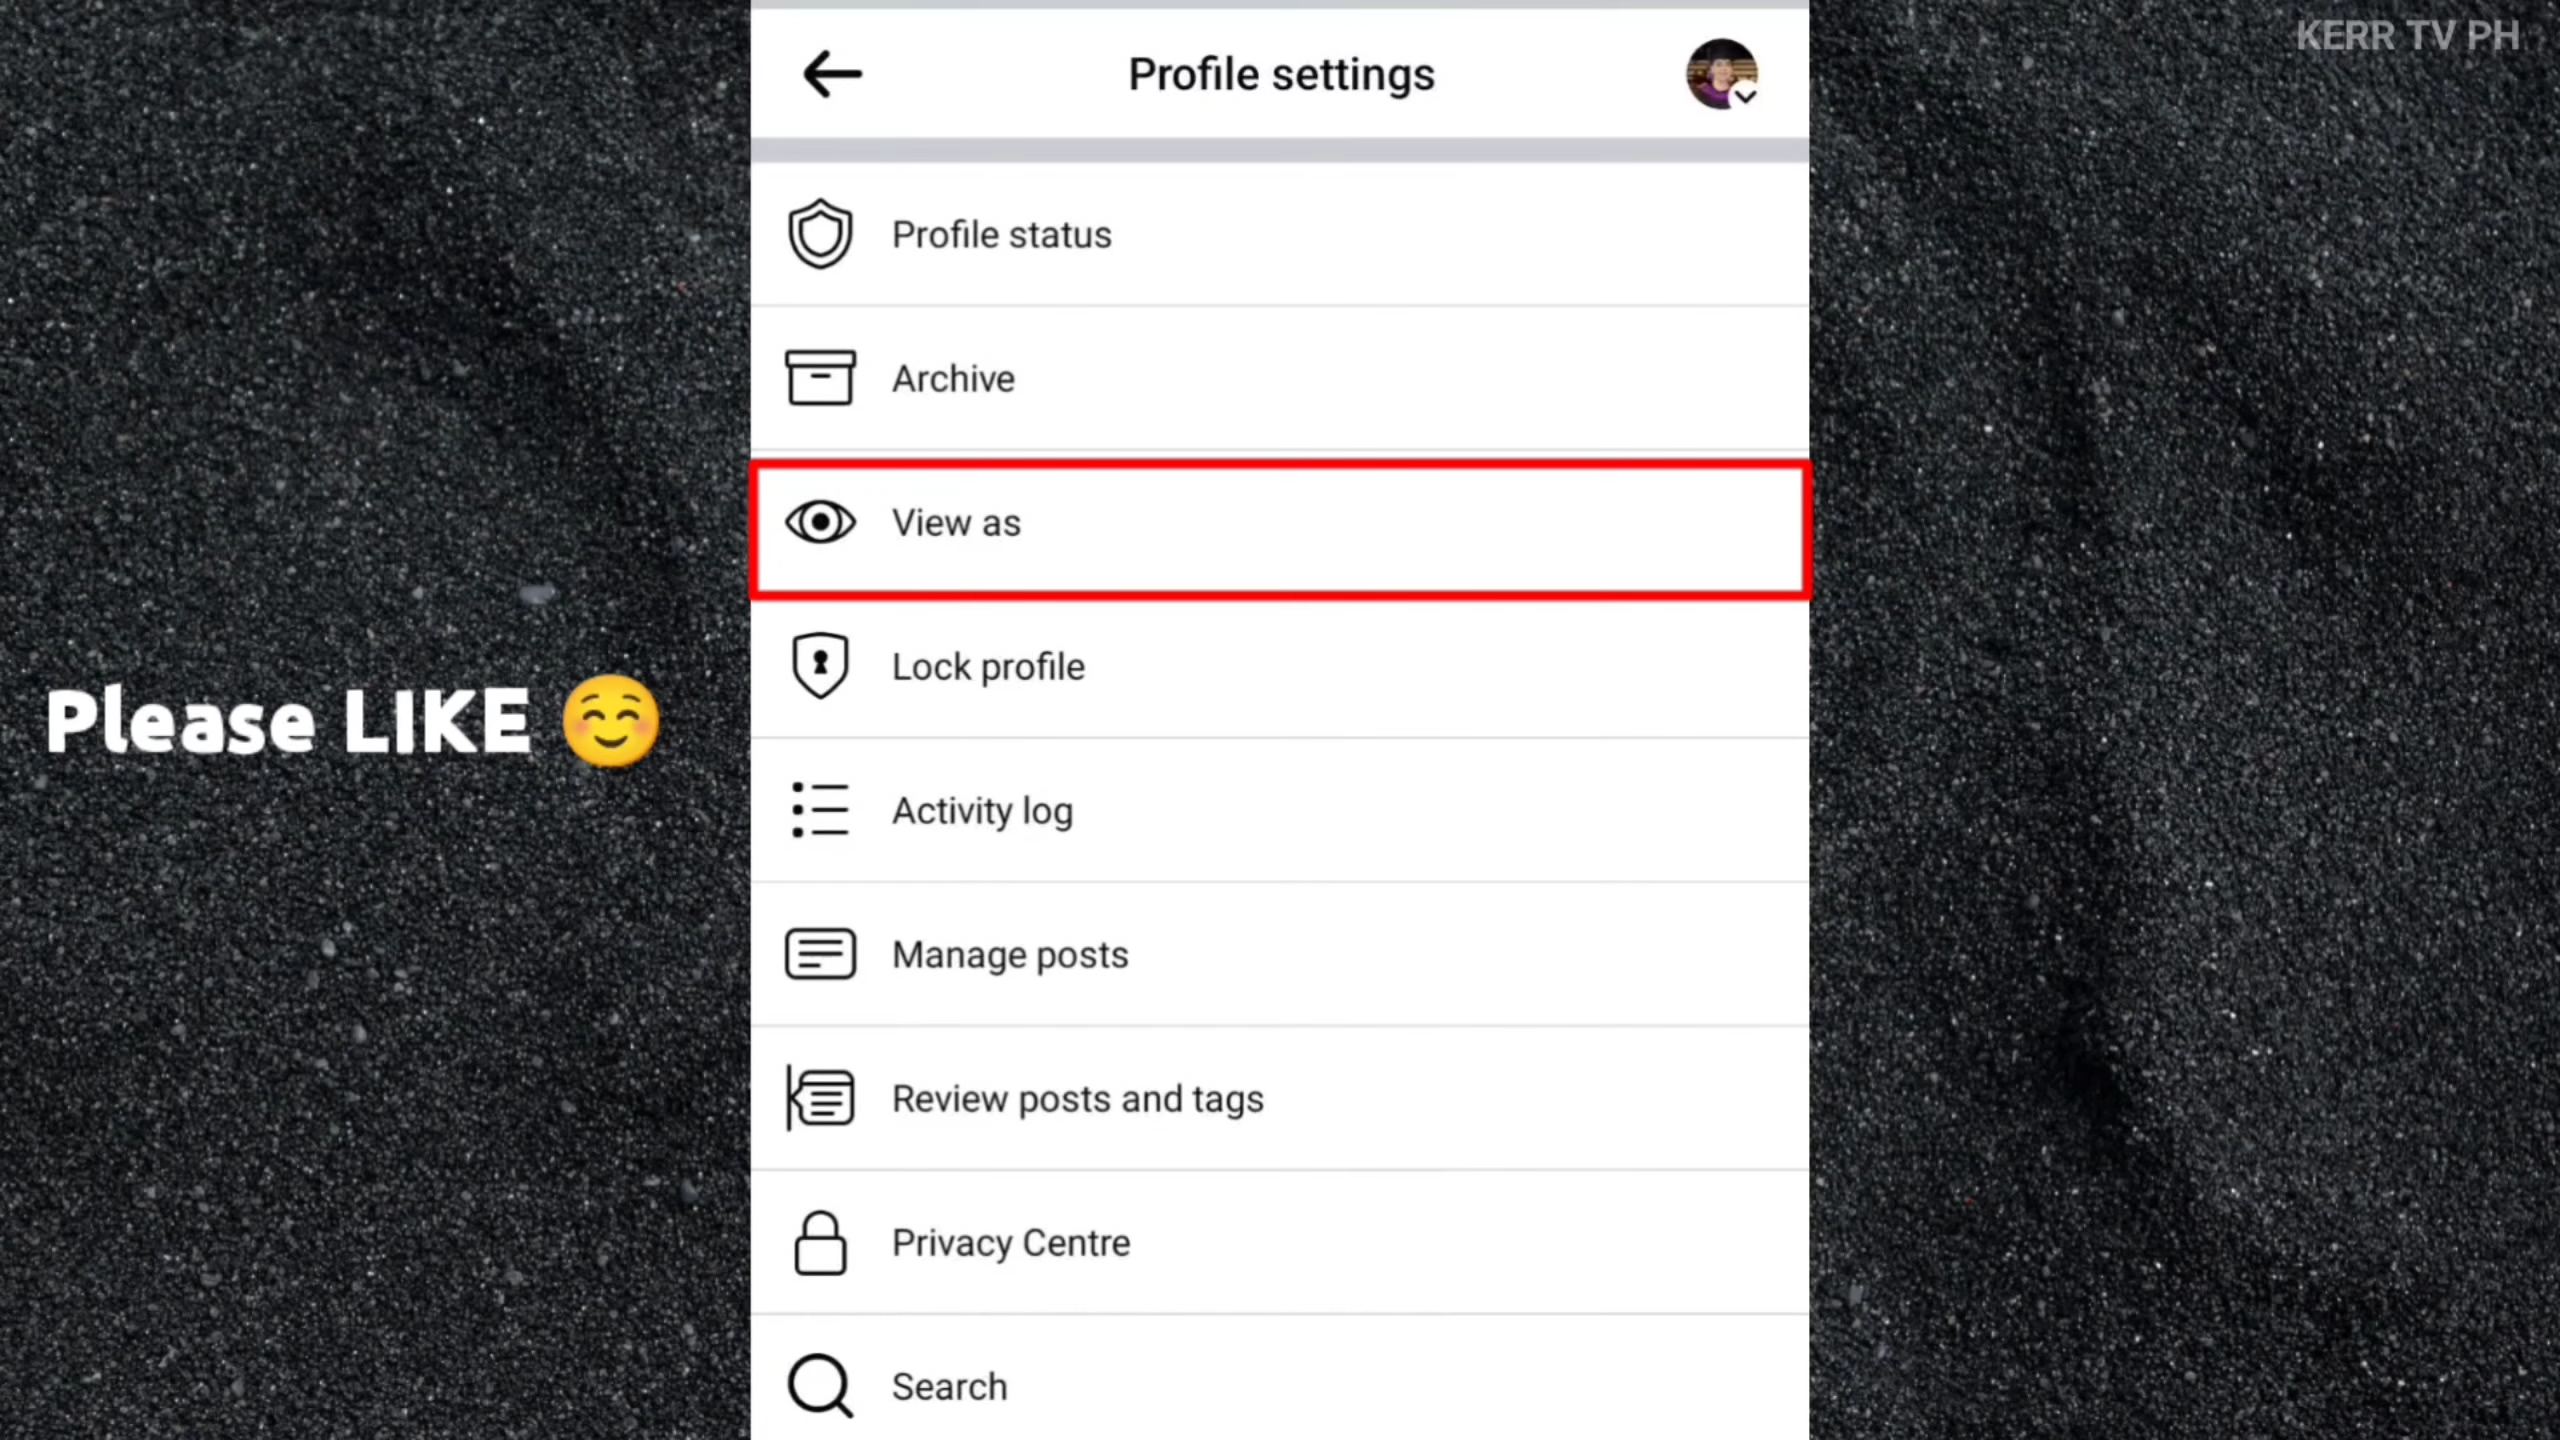 KERR TV PH
Profile settings
Profile status
Archive
View as
Lock profile
Please LIKE ☺️
Activity log
Manage posts
Review posts and tags
Privacy Centre
Search